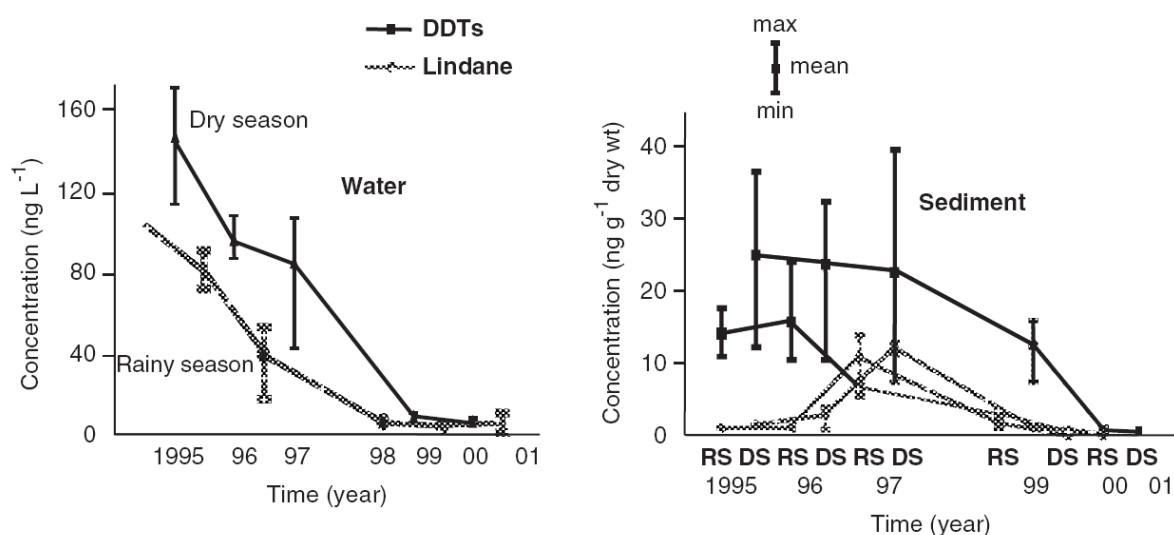 DDTs
Lindane
160
120
80
40
0
Concentration (ng L⁻¹)
Dry season
Water
Rainy season
1995 96 97 98 99 00 01
Time (year)
max
mean
min
40
30
20
10
0
Concentration (ng g⁻¹ dry wt)
Sediment
RS DS RS DS RS DS RS DS RS DS
1995 96 97 99 00 01
Time (year)